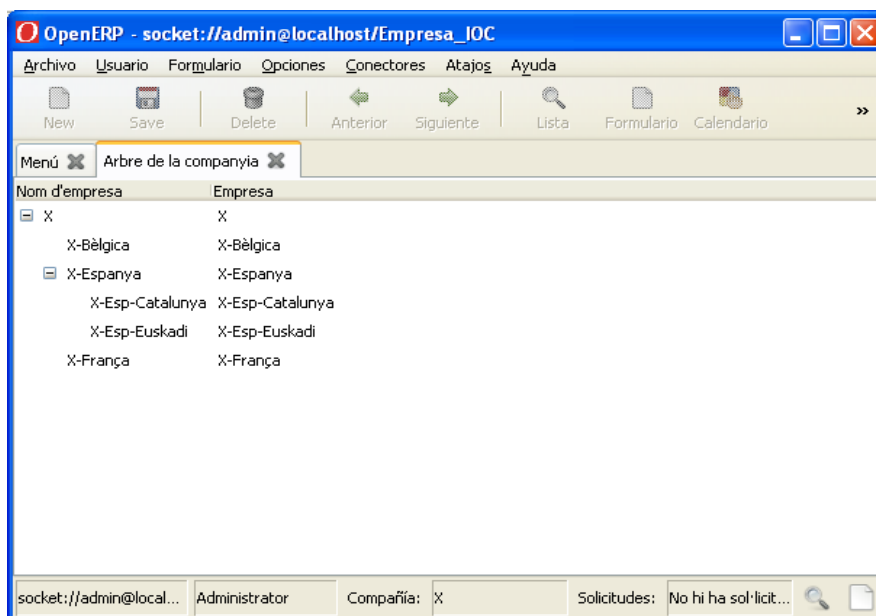 OpenERP - socket://admin@localhost/Empresa_IOC
Archivo Usuario Formulario Opciones Conectores Atajos Ayuda
New Save Delete Anterior Siguiente Lista Formulario Calendario »
Menú Arbre de la companyia
Nom d'empresa Empresa
X X
X-Bèlgica X-Bèlgica
X-Espanya X-Espanya
X-Esp-Catalunya X-Esp-Catalunya
X-Esp-Euskadi X-Esp-Euskadi
X-França X-França
socket://admin@local... Administrator Compañía: X Solicitudes: No hi ha sol·licit...